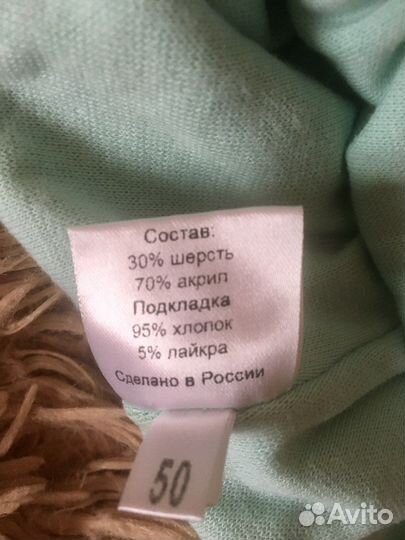 Состав:
30% шерсть
70% акрил
Подкладка
95% хлопок
5% лайкра
Сделано в России
50
Avito